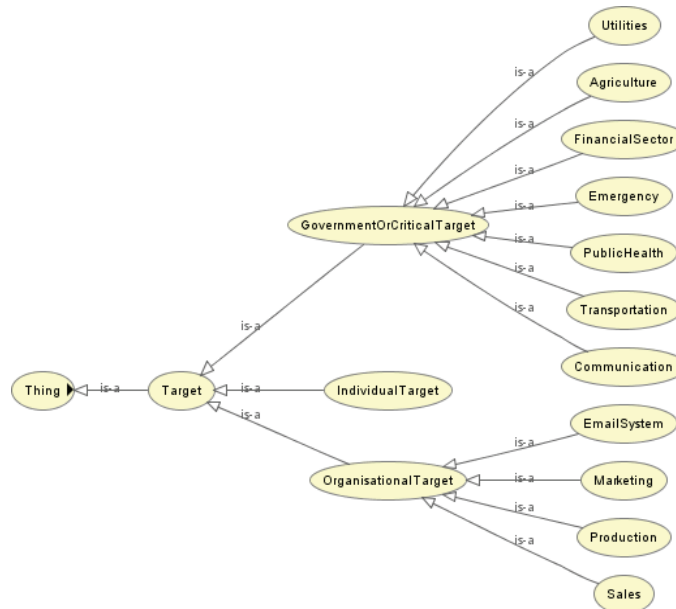 Utilities
is-a
Agriculture
is-a
FinancialSector
is-a
Emergency
is-a
GovernmentOrCriticalTarget
is-a
PublicHealth
is-a
Transportation
is-a
Communication
is-a
Thing
is-a
Target
is-a
IndividualTarget
is-a
EmailSystem
is-a
OrganisationalTarget
is-a
Marketing
is-a
Production
is-a
Sales